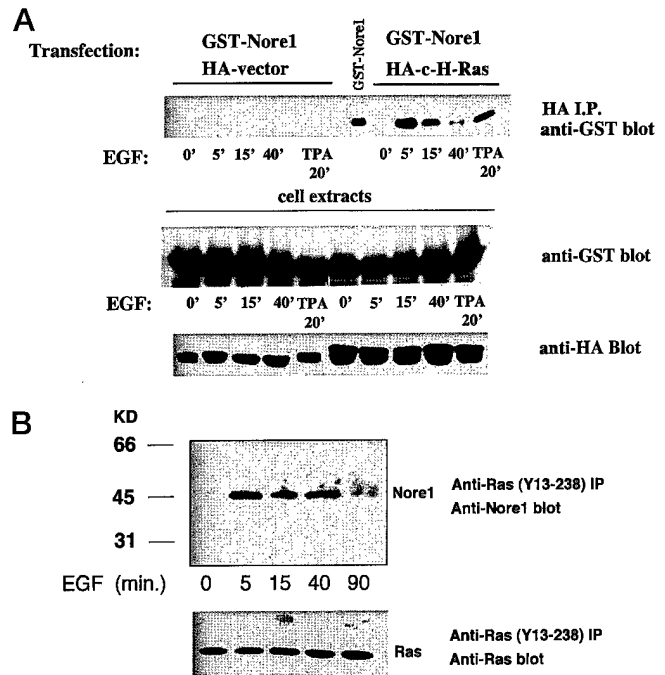 A
Transfection:
GST-Nore1
HA-vector
GST-Nore1
GST-Nore1
HA-c-H-Ras
HA I.P.
anti-GST blot
EGF: 0' 5' 15' 40' TPA 20' 0' 5' 15' 40' TPA 20'
cell extracts
anti-GST blot
EGF: 0' 5' 15' 40' TPA 20' 0' 5' 15' 40' TPA 20'
anti-HA Blot
B
KD
66
45
31
Nore1
Anti-Ras (Y13-238) IP
Anti-Nore1 blot
EGF (min.) 0 5 15 40 90
Ras
Anti-Ras (Y13-238) IP
Anti-Ras blot